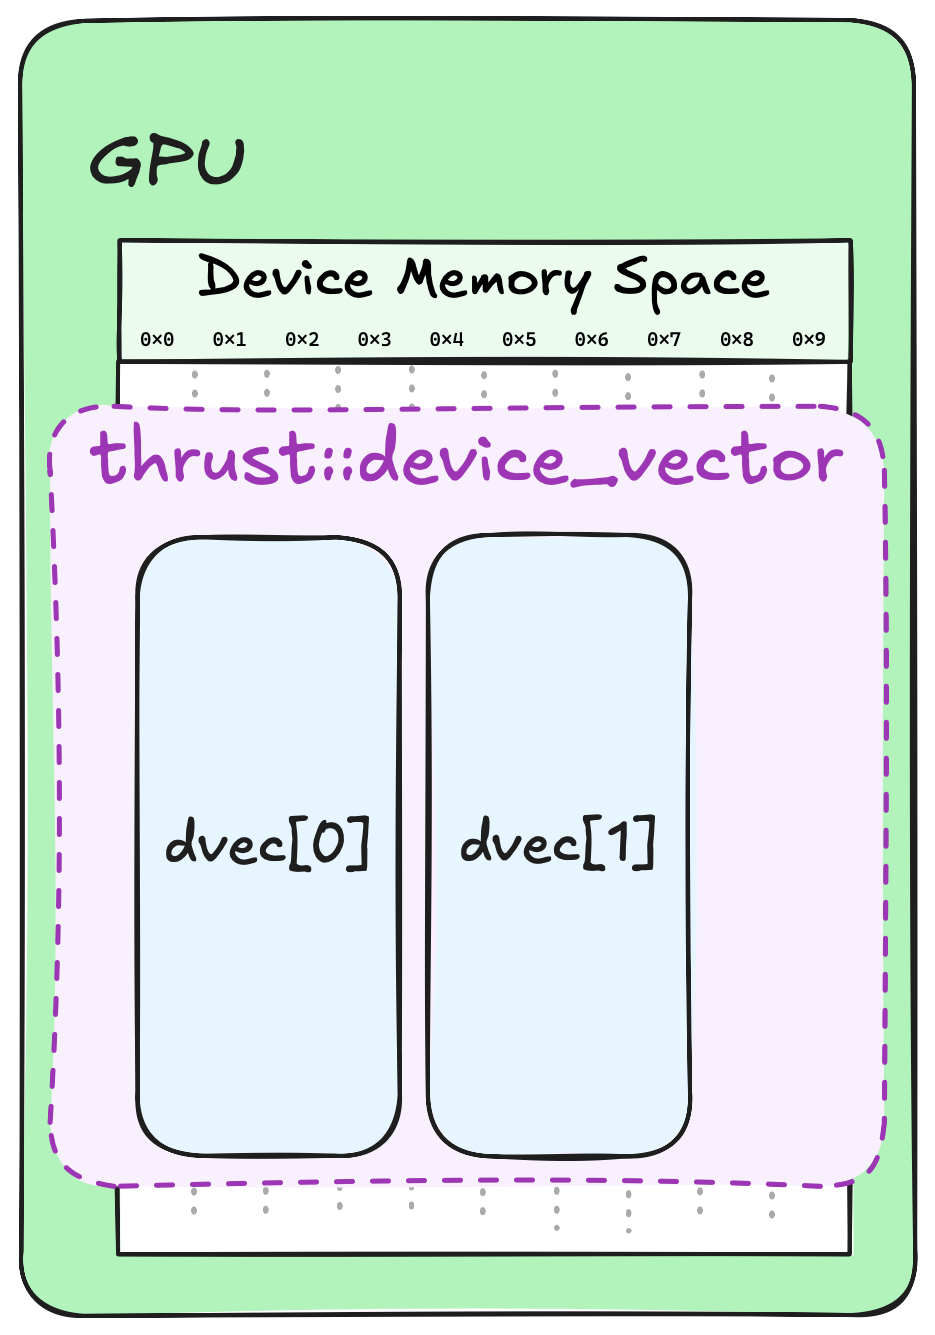 GPU
Device Memory Space
0x0 0x1 0x2 0x3 0x4 0x5 0x6 0x7 0x8 0x9
thrust::device_vector
dvec[0] dvec[1]